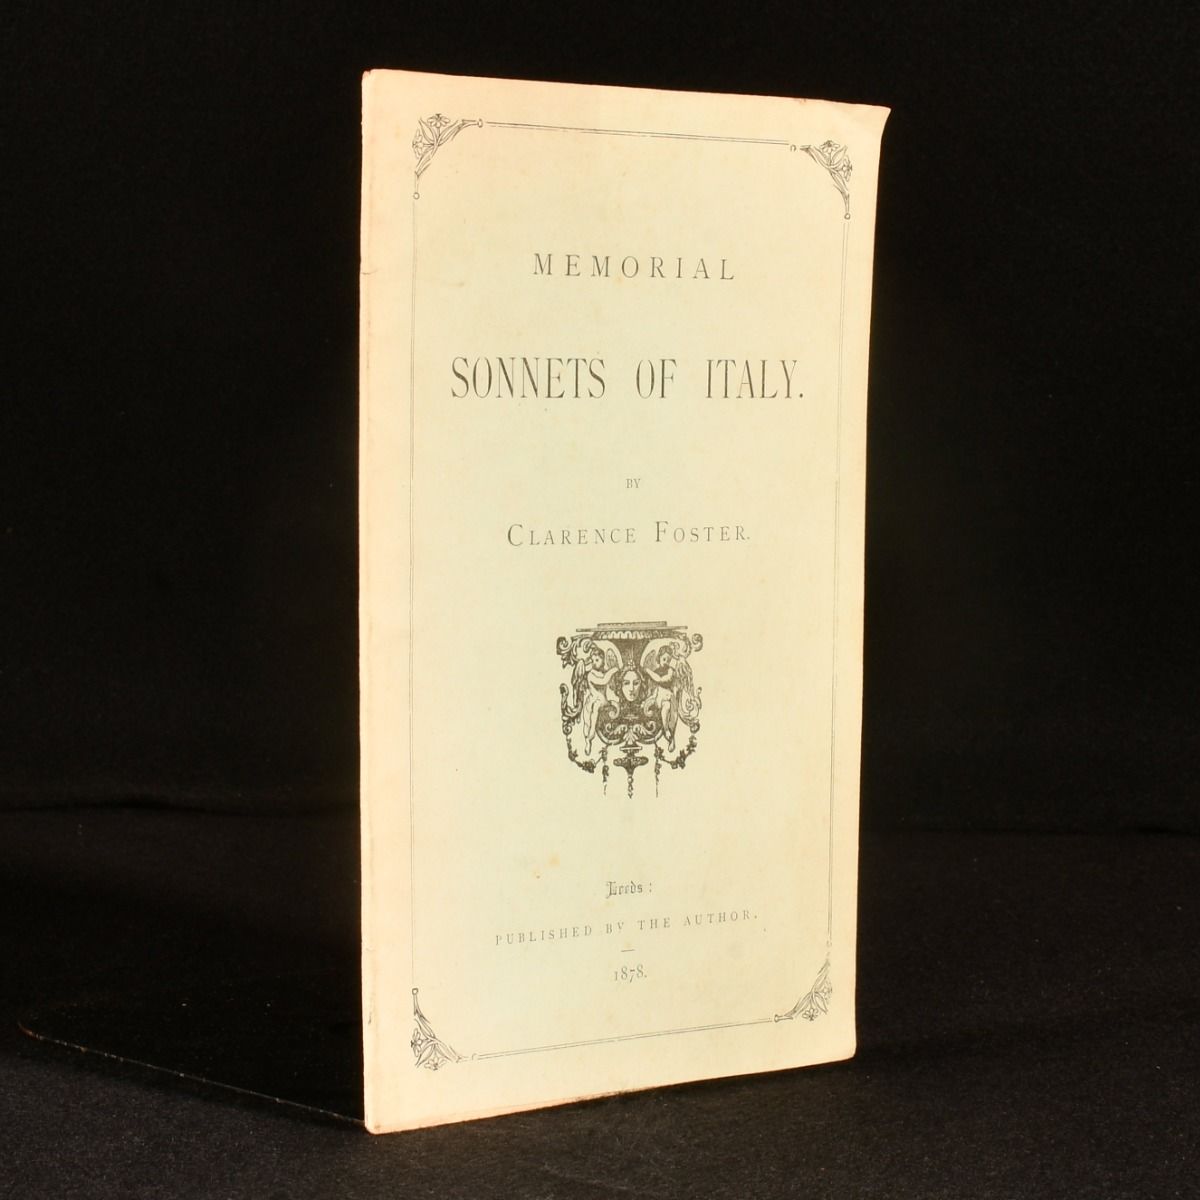 MEMORIAL
SONNETS OF ITALY.
BY
CLARENCE FOSTER.
Leeds:
PUBLISHED BY THE AUTHOR.
1878.